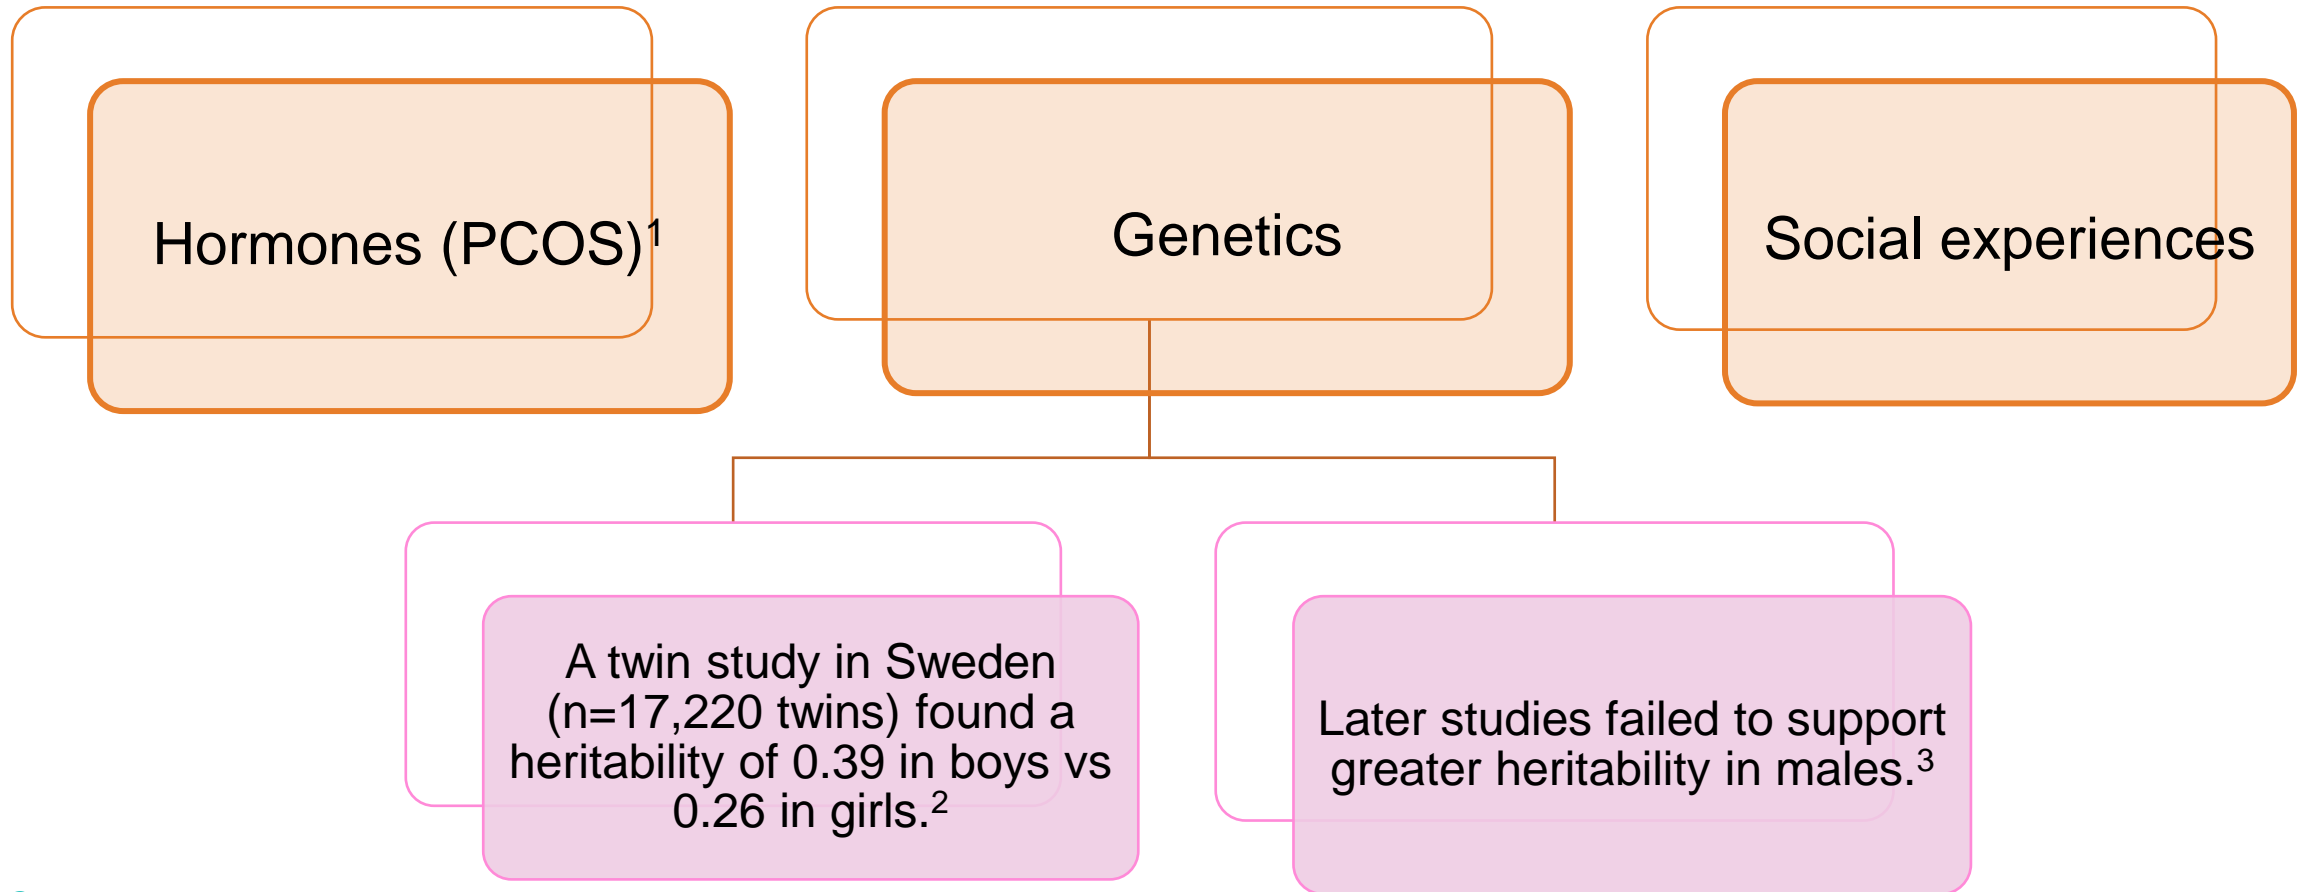 Hormones (PCOS)¹
Genetics
Social experiences
A twin study in Sweden
(n=17,220 twins) found a
heritability of 0.39 in boys vs
0.26 in girls.²
Later studies failed to support
greater heritability in males.³